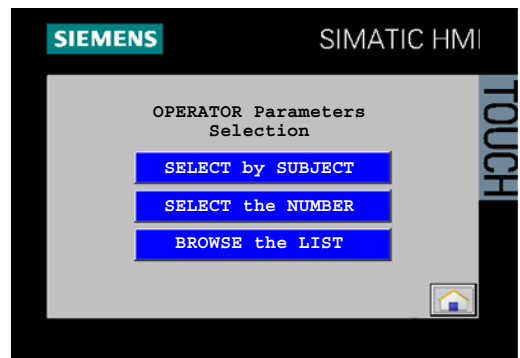 SIEMENS
SIMATIC HMI
TOUCH
OPERATOR Parameters
Selection
SELECT by SUBJECT
SELECT the NUMBER
BROWSE the LIST